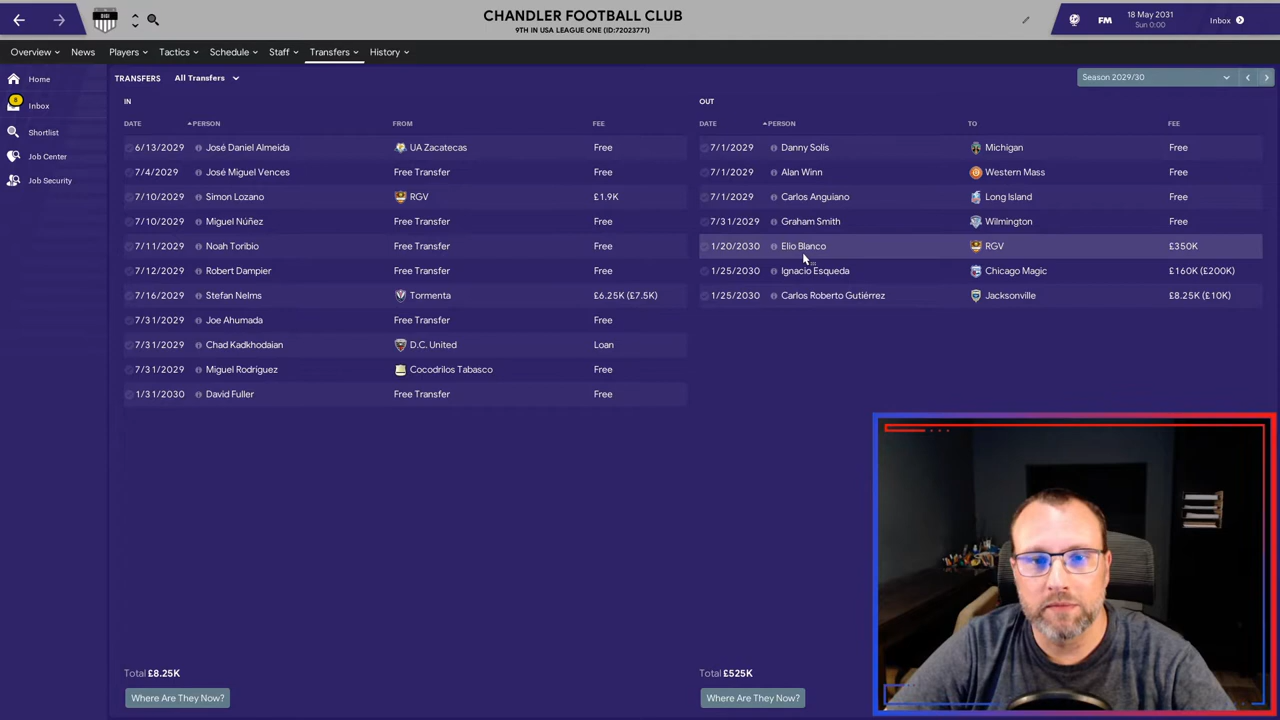 CHANDLER FOOTBALL CLUB
9TH IN USA LEAGUE ONE (ID:72023771)
FM
18 May 2031
Sun 0:00
Inbox
Overview
News
Players
Tactics
Schedule
Staff
Transfers
History
Home
8
Inbox
Shortlist
Job Center
Job Security
TRANSFERS All Transfers
Season 2029/30
IN
DATE PERSON FROM FEE
6/13/2029 José Daniel Almeida UA Zacatecas Free
7/4/2029 José Miguel Vences Free Transfer Free
7/10/2029 Simon Lozano RGV £1.9K
7/10/2029 Miguel Núñez Free Transfer Free
7/11/2029 Noah Toribio Free Transfer Free
7/12/2029 Robert Dampier Free Transfer Free
7/16/2029 Stefan Nelms Tormenta £6.25K (£7.5K)
7/31/2029 Joe Ahumada Free Transfer Free
7/31/2029 Chad Kadkhodaian D.C. United Loan
7/31/2029 Miguel Rodriguez Cocodrilos Tabasco Free
1/31/2030 David Fuller Free Transfer Free
Total £8.25K
Where Are They Now?
OUT
DATE PERSON TO FEE
7/1/2029 Danny Solís Michigan Free
7/1/2029 Alan Winn Western Mass Free
7/1/2029 Carlos Anguiano Long Island Free
7/31/2029 Graham Smith Wilmington Free
1/20/2030 Elio Blanco RGV £350K
1/25/2030 Ignacio Esqueda Chicago Magic £160K (£200K)
1/25/2030 Carlos Roberto Gutiérrez Jacksonville £8.25K (£10K)
Total £525K
Where Are They Now?